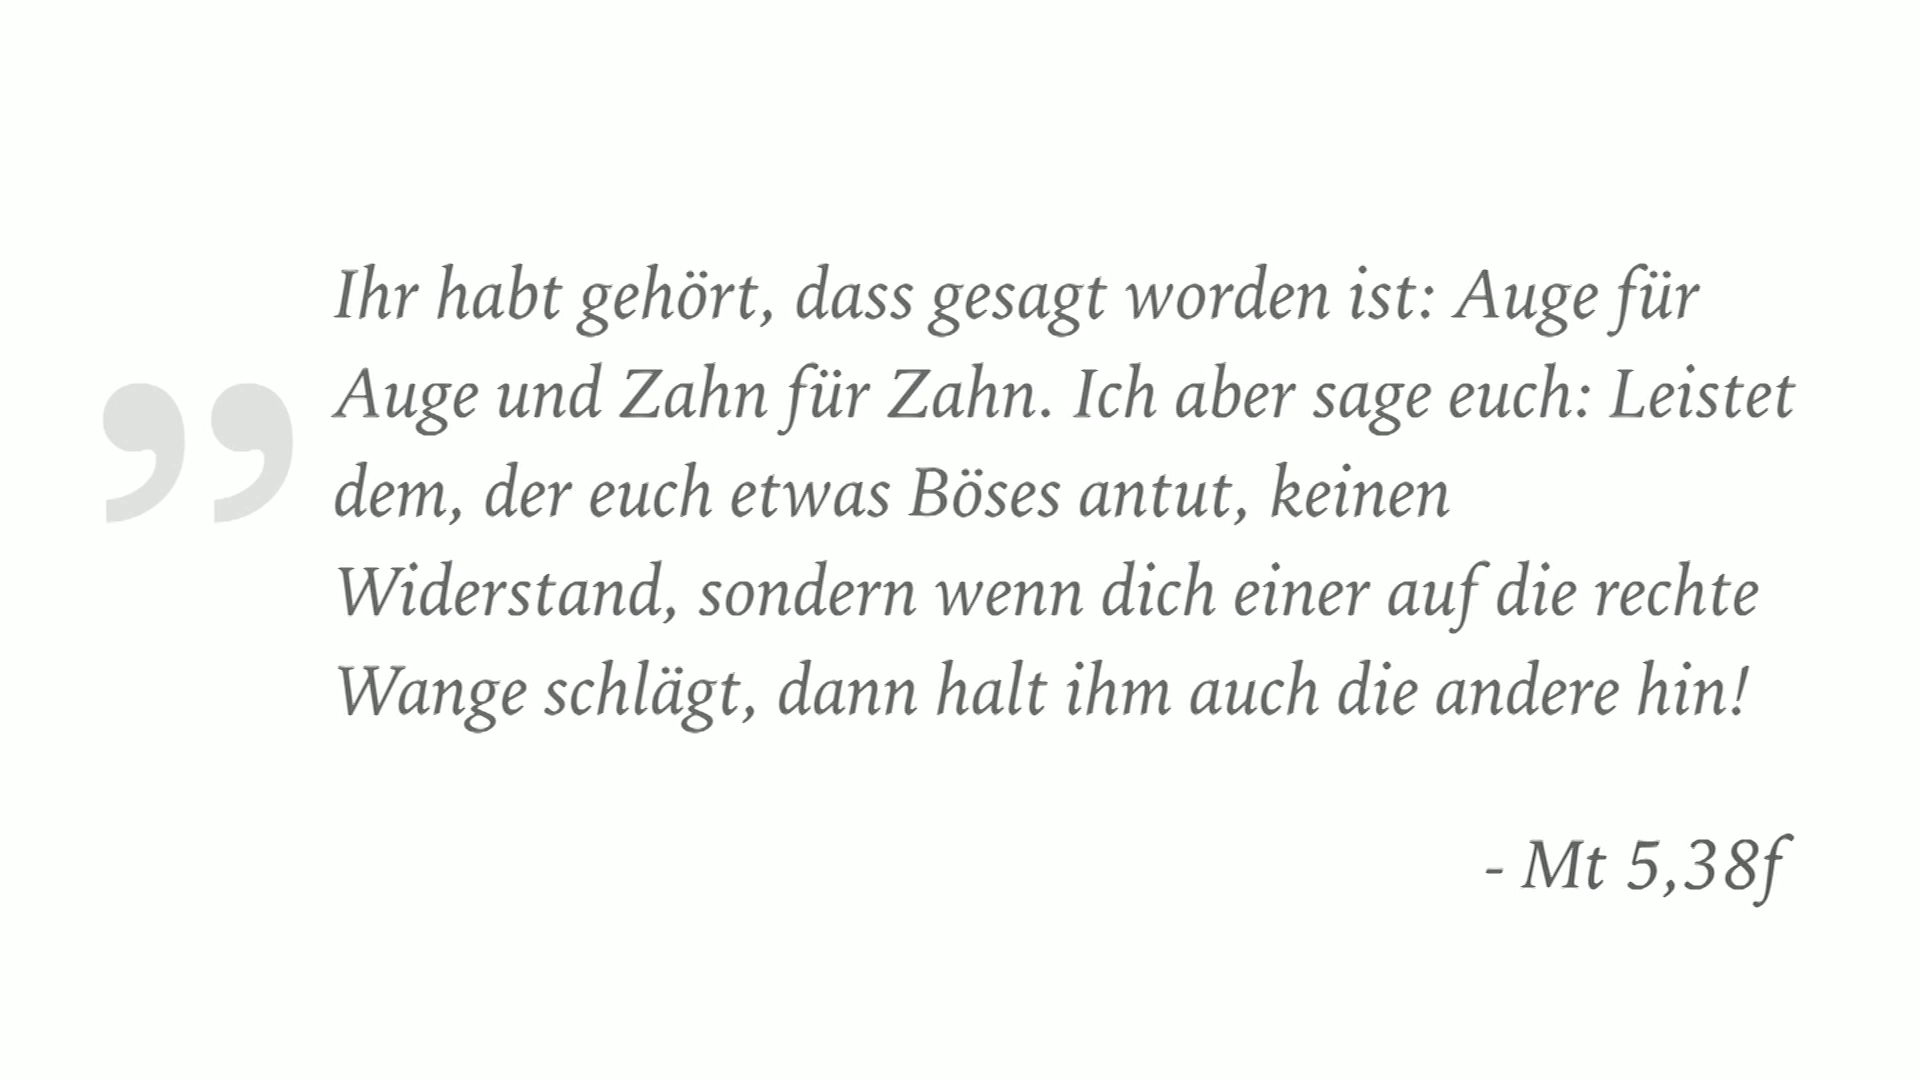 Ihr habt gehört, dass gesagt worden ist: Auge für
Auge und Zahn für Zahn. Ich aber sage euch: Leistet
dem, der euch etwas Böses antut, keinen
Widerstand, sondern wenn dich einer auf die rechte
Wange schlägt, dann halt ihm auch die andere hin!
- Mt 5,38f